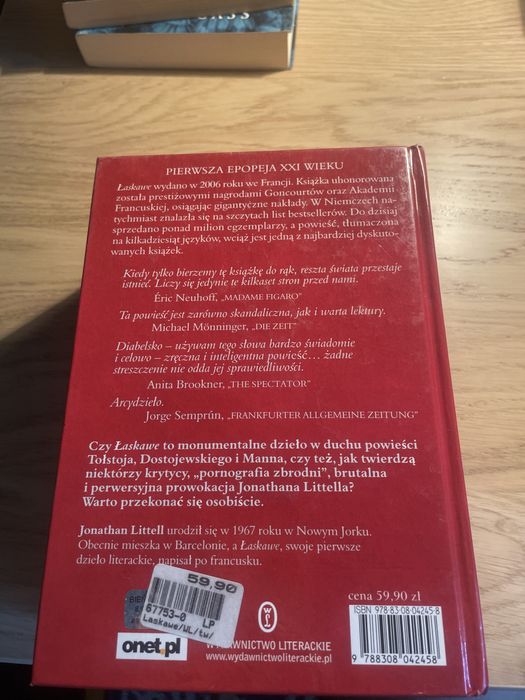 PIERWSZA EPOPEJA XXI WIEKU
Łaskawe wydano w 2006 roku we Francji. Książka uhonorowana
została prestiżowymi nagrodami Goncourtów oraz Akademii
Francuskiej, osiągając gigantyczne nakłady. W Niemczech na-
tychmiast znalazła się na szczytach list bestsellerów. Do dzisiaj
sprzedano ponad milion egzemplarzy, a powieść, tłumaczona
na kilkadziesiąt języków, wciąż jest jedną z najbardziej dyskuto-
wanych książek.
Kiedy tylko bierzemy tę książkę do rąk, reszta świata przestaje
istnieć. Liczy się jedynie te kilkaset stron przed nami.
Éric Neuhoff, „MADAME FIGARO”
Ta powieść jest zarówno skandaliczna, jak i warta lektury.
Michael Mönninger, „DIE ZEIT”
Diabelsko – używam tego słowa bardzo świadomie
i celowo – zręczna i inteligentna powieść… żadne
streszczenie nie odda jej sprawiedliwości.
Anita Brookner, „THE SPECTATOR”
Arcydzieło.
Jorge Semprún, „FRANKFURTER ALLGEMEINE ZEITUNG”
Czy Łaskawe to monumentalne dzieło w duchu powieści
Tołstoja, Dostojewskiego i Manna, czy też, jak twierdzą
niektórzy krytycy, „pornografia zbrodni”, brutalna
i perwersyjna prowokacja Jonathana Littella?
Warto przekonać się osobiście.
Jonathan Littell urodził się w 1967 roku w Nowym Jorku.
Obecnie mieszka w Barcelonie, a Łaskawe, swoje pierwsze
dzieło literackie, napisał po francusku.
59,90
67753-0 LP
Łaskawe/WL/tw/
cena 59,90 zł
ISBN 978-83-08-04245-8
9 788308 042458
onet.pl
WYDAWNICTWO LITERACKIE
www.wydawnictwoliterackie.pl